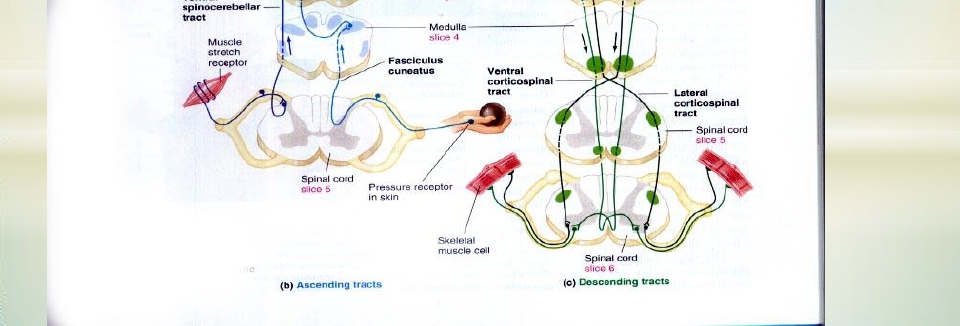 spinocerebellar
tract
Muscle
stretch
receptor
Medulla
slice 4
Fasciculus
cuneatus
Spinal cord
slice 5
Pressure receptor
in skin
(b) Ascending tracts
Ventral
corticospinal
tract
Lateral
corticospinal
tract
Spinal cord
slice 5
Skeletal
muscle cell
Spinal cord
slice 6
(c) Descending tracts